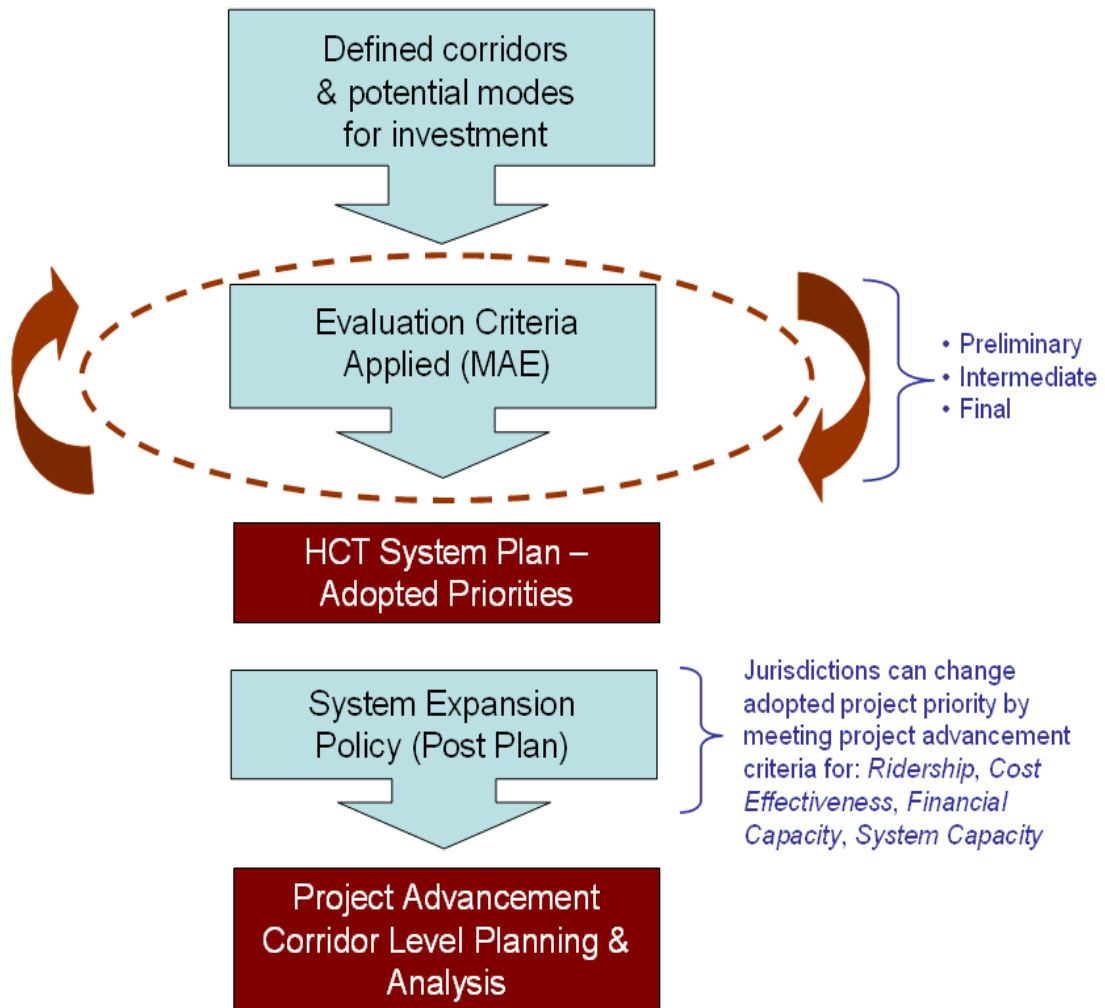 Defined corridors
& potential modes
for investment
Evaluation Criteria
Applied (MAE)
• Preliminary
• Intermediate
• Final
HCT System Plan –
Adopted Priorities
System Expansion
Policy (Post Plan)
Jurisdictions can change
adopted project priority by
meeting project advancement
criteria for: Ridership, Cost
Effectiveness, Financial
Capacity, System Capacity
Project Advancement
Corridor Level Planning &
Analysis